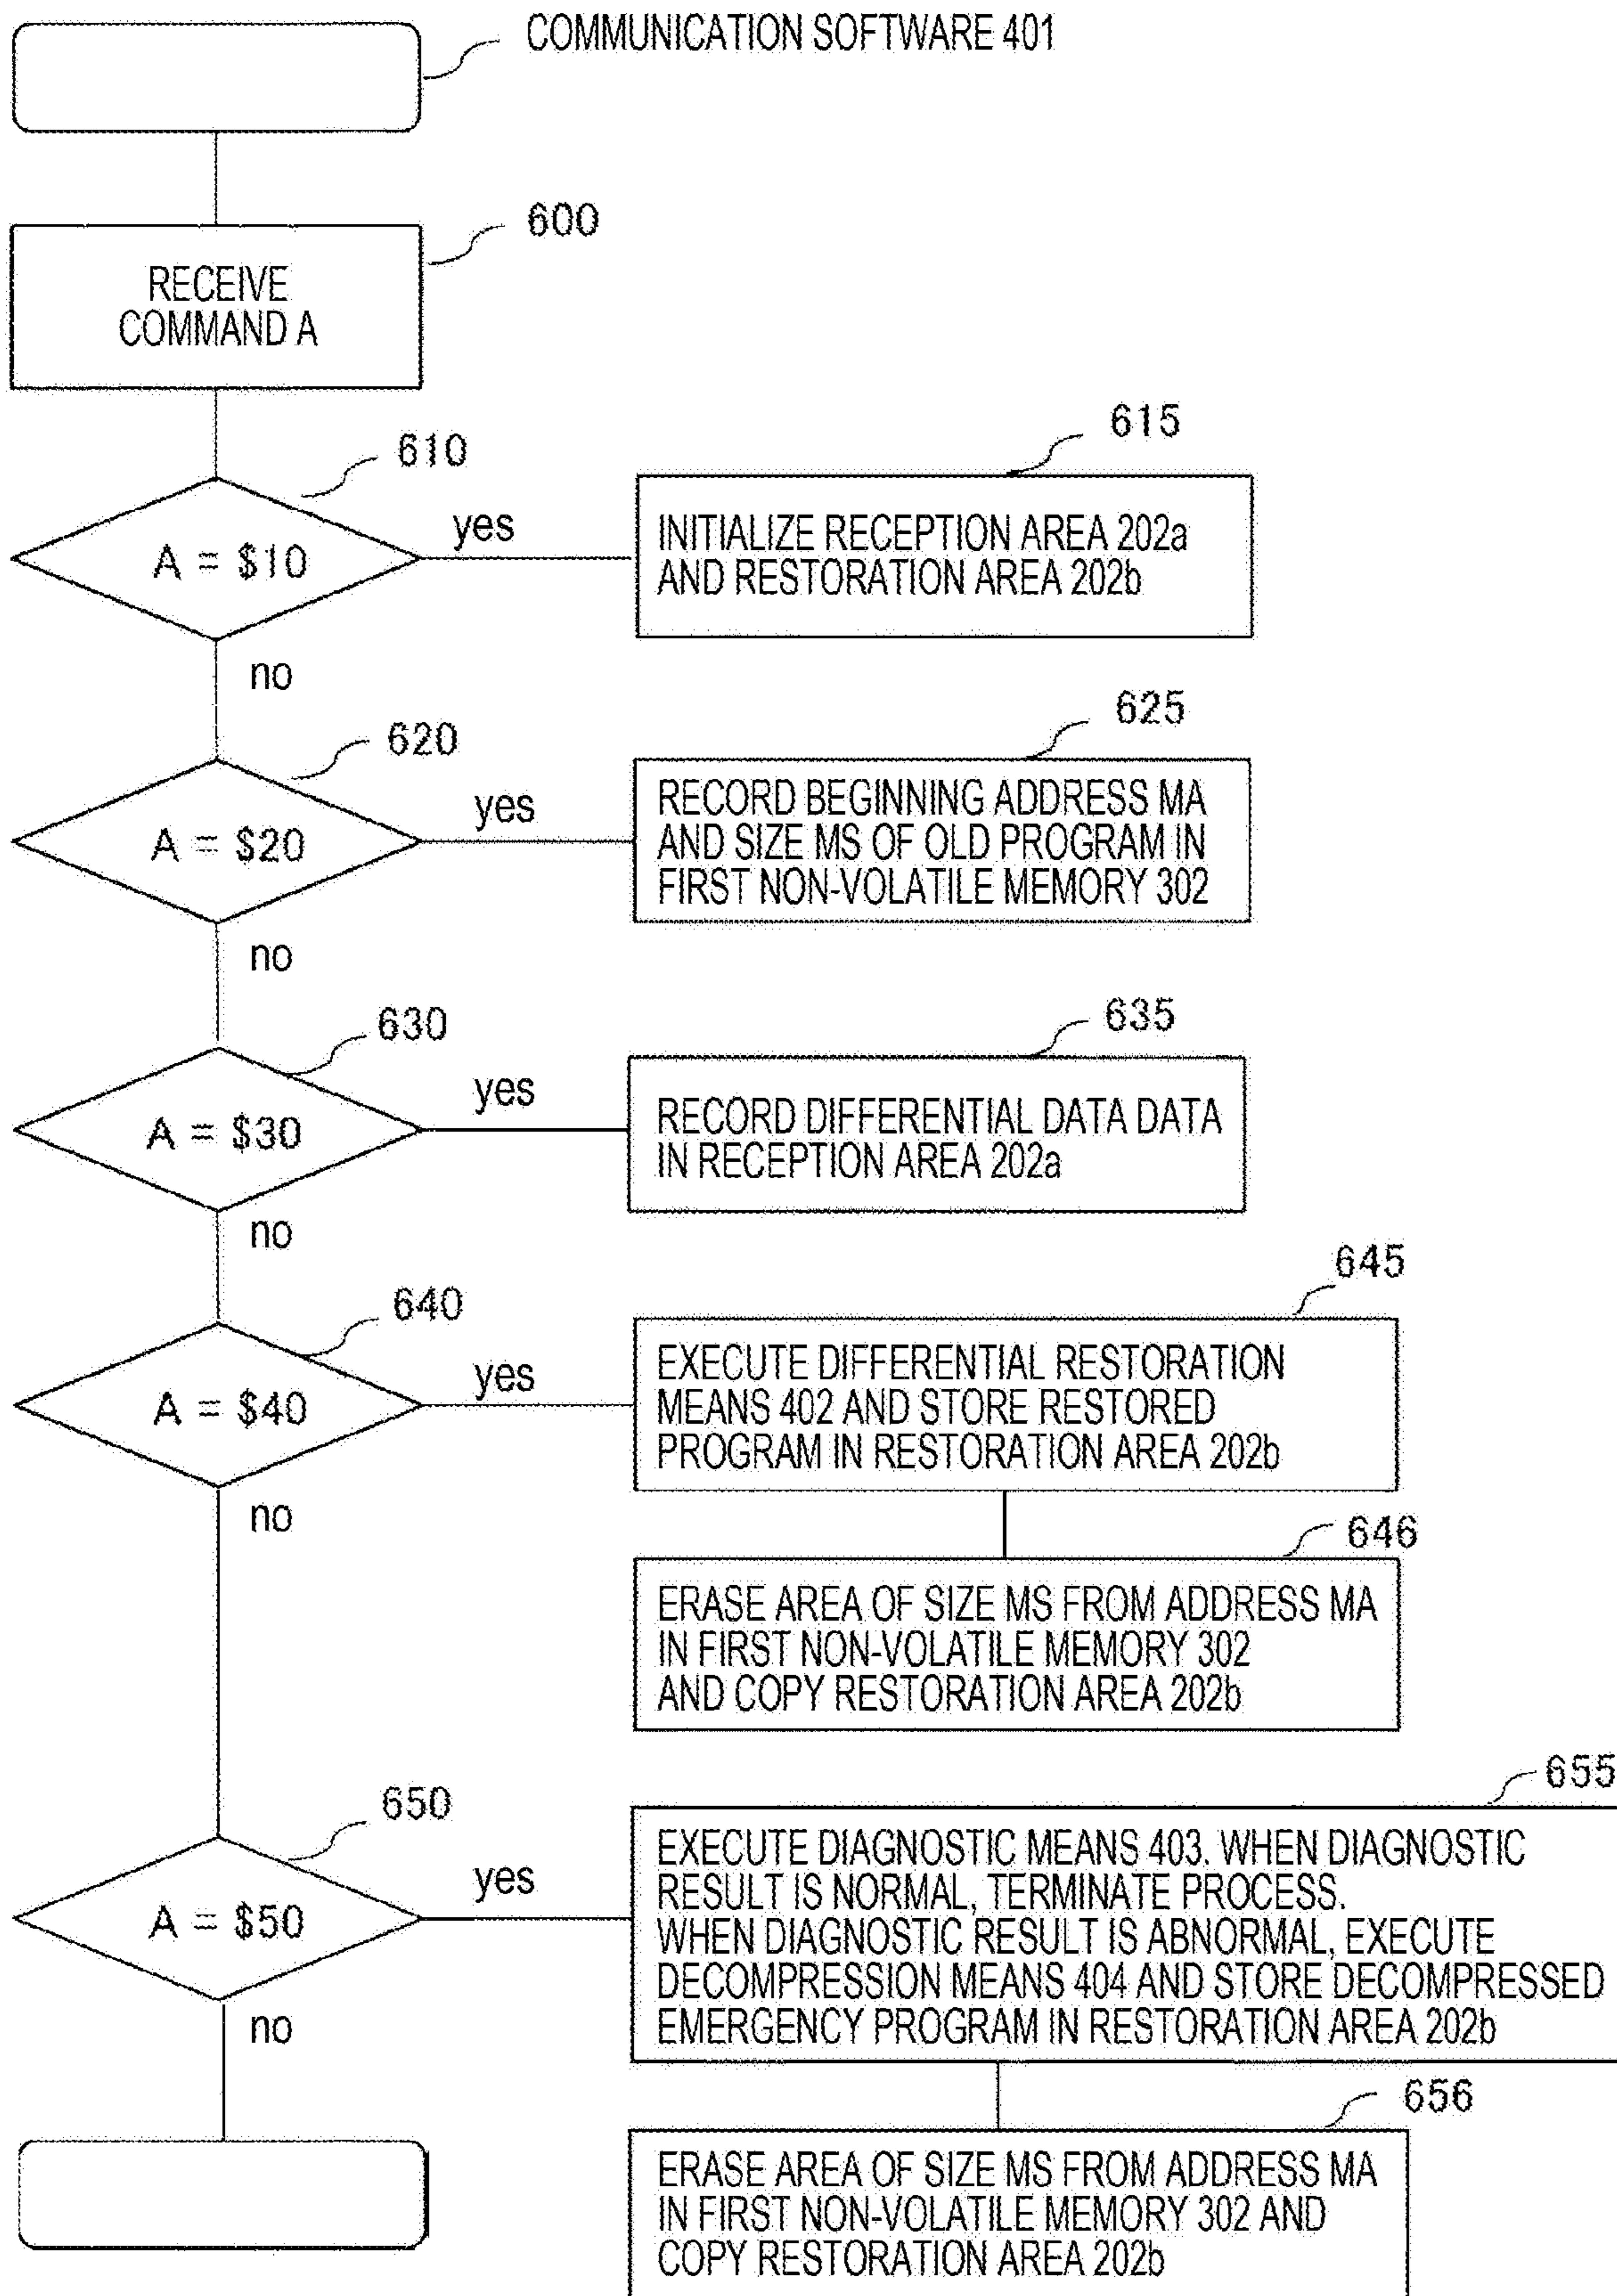 COMMUNICATION SOFTWARE 401
600
RECEIVE
COMMAND A
610
A = $10
yes
no
615
INITIALIZE RECEPTION AREA 202a
AND RESTORATION AREA 202b
620
A = $20
yes
no
625
RECORD BEGINNING ADDRESS MA
AND SIZE MS OF OLD PROGRAM IN
FIRST NON-VOLATILE MEMORY 302
630
A = $30
yes
no
635
RECORD DIFFERENTIAL DATA DATA
IN RECEPTION AREA 202a
640
A = $40
yes
no
645
EXECUTE DIFFERENTIAL RESTORATION
MEANS 402 AND STORE RESTORED
PROGRAM IN RESTORATION AREA 202b
646
ERASE AREA OF SIZE MS FROM ADDRESS MA
IN FIRST NON-VOLATILE MEMORY 302
AND COPY RESTORATION AREA 202b
650
A = $50
yes
no
655
EXECUTE DIAGNOSTIC MEANS 403. WHEN DIAGNOSTIC
RESULT IS NORMAL, TERMINATE PROCESS.
WHEN DIAGNOSTIC RESULT IS ABNORMAL, EXECUTE
DECOMPRESSION MEANS 404 AND STORE DECOMPRESSED
EMERGENCY PROGRAM IN RESTORATION AREA 202b
656
ERASE AREA OF SIZE MS FROM ADDRESS MA
IN FIRST NON-VOLATILE MEMORY 302 AND
COPY RESTORATION AREA 202b